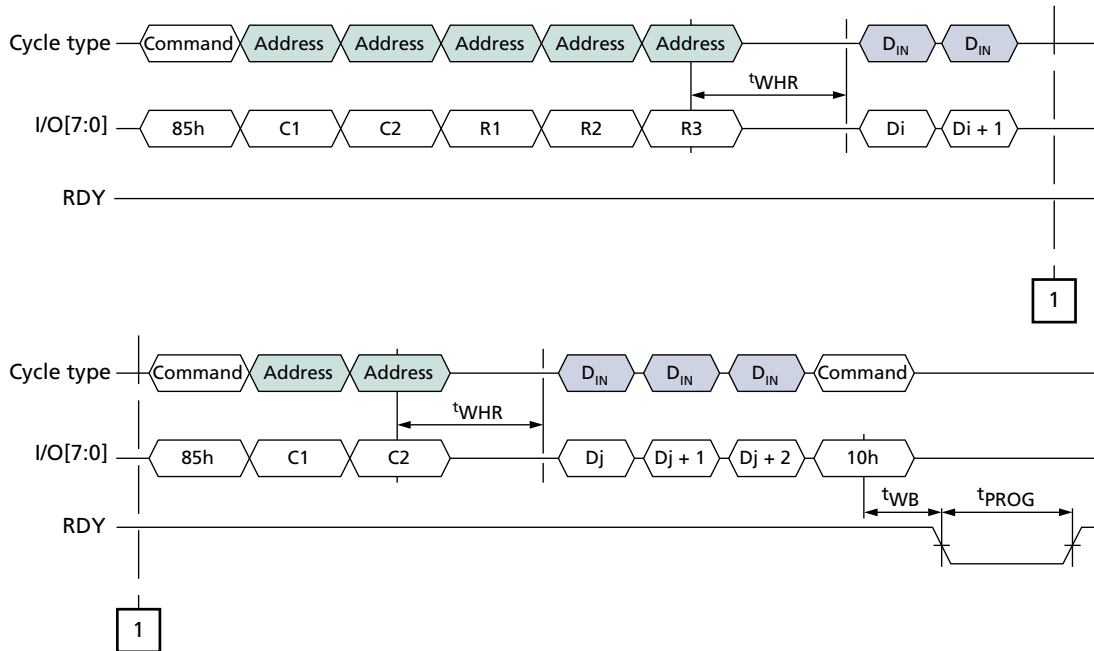 Cycle type Command Address Address Address Address Address DIN DIN
tWHR
I/O[7:0] 85h C1 C2 R1 R2 R3 Di Di + 1
RDY
1
Cycle type Command Address Address DIN DIN DIN Command
tWHR
I/O[7:0] 85h C1 C2 Dj Dj + 1 Dj + 2 10h
tWB tPROG
RDY
1